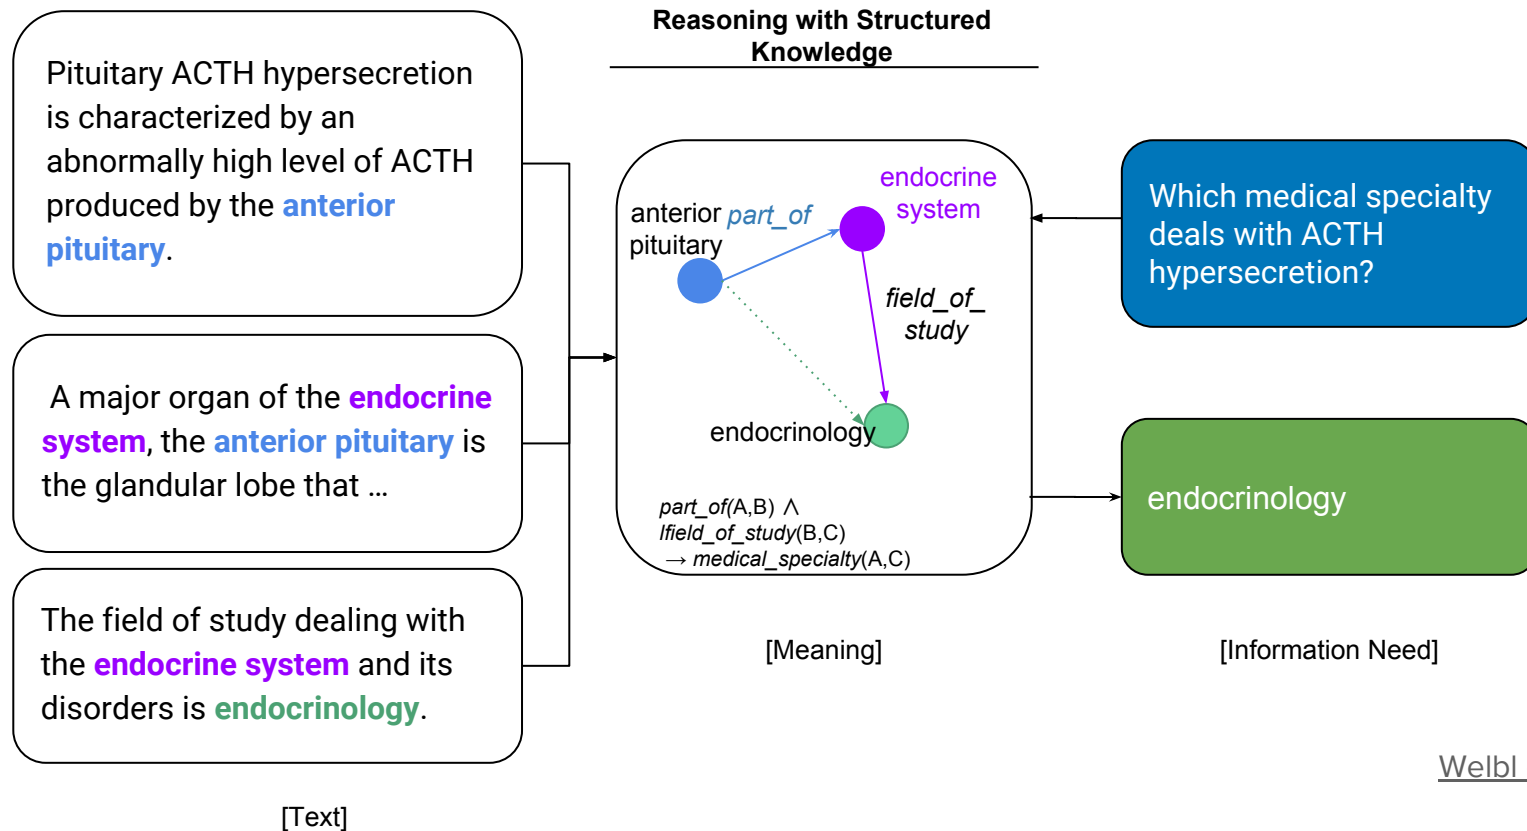 Reasoning with Structured
Knowledge
Pituitary ACTH hypersecretion
is characterized by an
abnormally high level of ACTH
produced by the anterior
pituitary.
A major organ of the endocrine
system, the anterior pituitary is
the glandular lobe that ...
The field of study dealing with
the endocrine system and its
disorders is endocrinology.
[Text]
endocrine
system
anterior
pituitary
part_of
field_of_
study
endocrinology
part_of(A,B) ∧
lfield_of_study(B,C)
→ medical_specialty(A,C)
[Meaning]
Which medical specialty
deals with ACTH
hypersecretion?
endocrinology
[Information Need]
Welbl